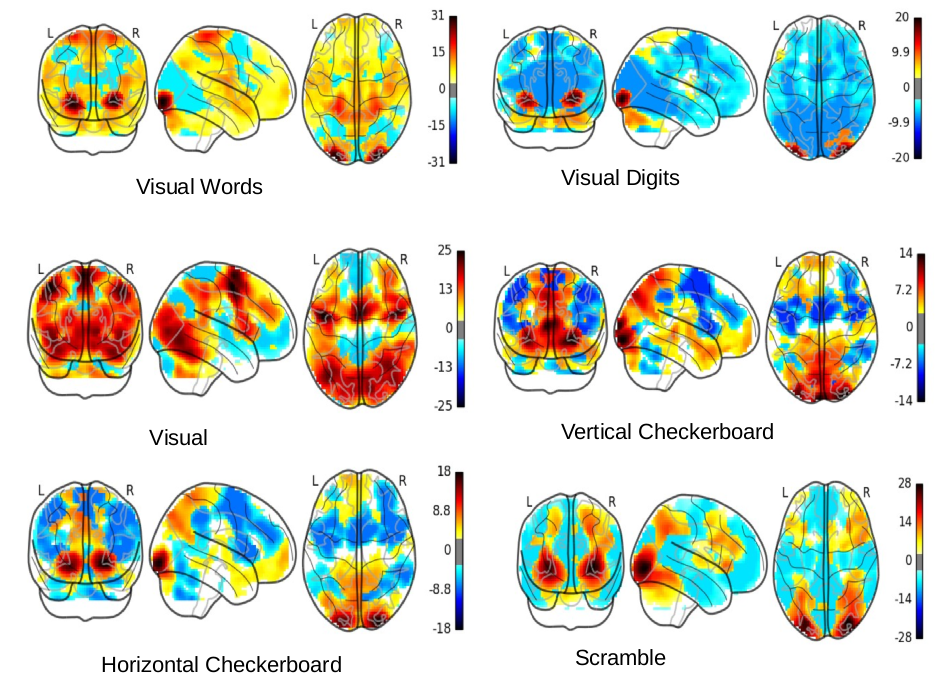 L R
31
15
0
-15
-31
Visual Words
L R
20
9.9
0
-9.9
-20
Visual Digits
L R
25
13
0
-13
-25
Visual
L R
14
7.2
0
-7.2
-14
Vertical Checkerboard
L R
18
8.8
0
-8.8
-18
Horizontal Checkerboard
L R
28
14
0
-14
-28
Scramble